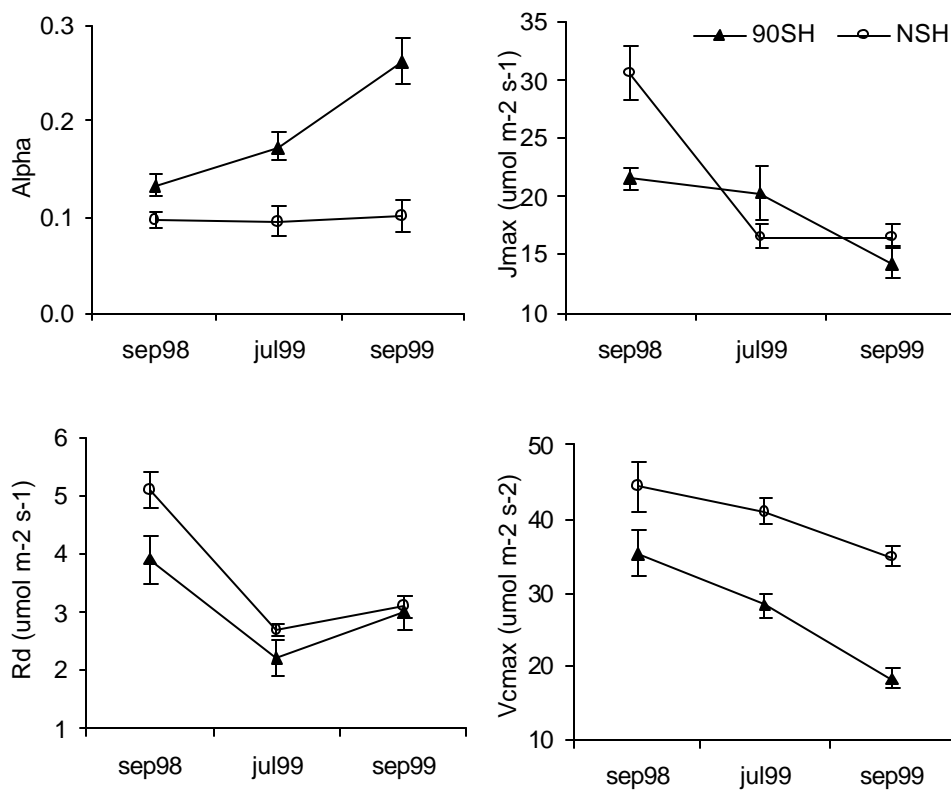 0.3
0.2
0.1
0.0
Alpha
sep98 jul99 sep99
35
30
25
20
15
10
Jmax (umol m-2 s-1)
90SH NSH
sep98 jul99 sep99
6
5
4
3
2
1
Rd (umol m-2 s-1)
sep98 jul99 sep99
50
40
30
20
10
Vcmax (umol m-2 s-2)
sep98 jul99 sep99